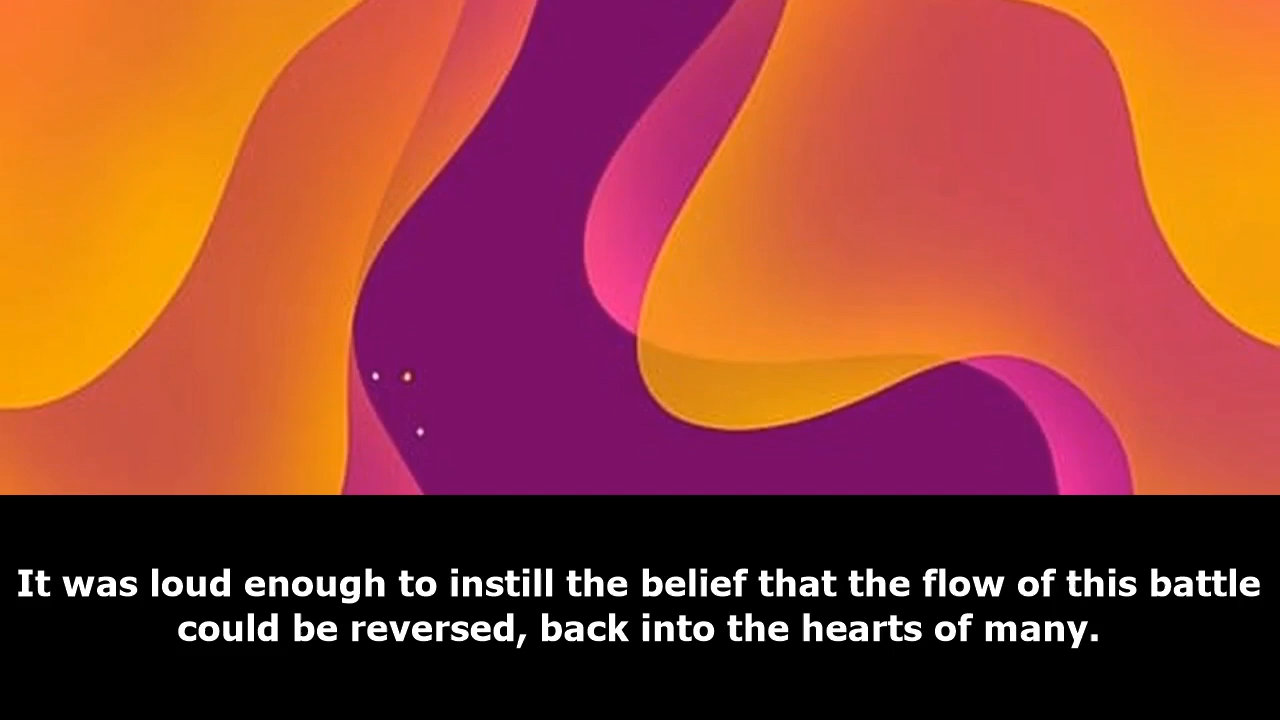 It was loud enough to instill the belief that the flow of this battle
could be reversed, back into the hearts of many.